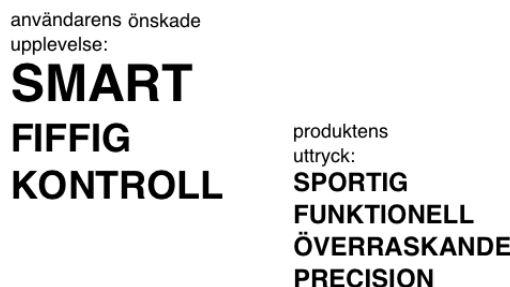 användarens önskade
upplevelse:
SMART
FIFFIG
KONTROLL
produktens
uttryck:
SPORTIG
FUNKTIONELL
ÖVERRASKANDE
PRECISION